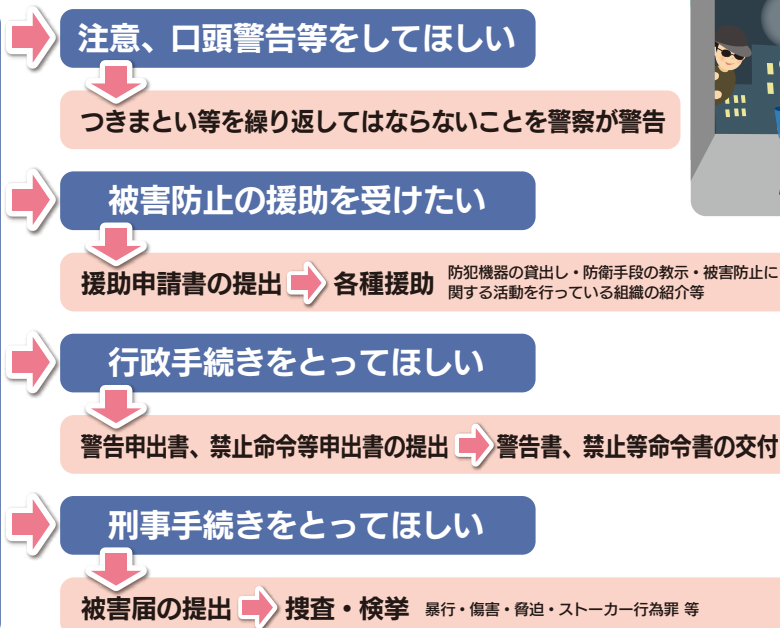 注意、口頭警告等をしてほしい
つきまとい等を繰り返してはならないことを警察が警告
被害防止の援助を受けたい
援助申請書の提出 各種援助 防犯機器の貸出し・防衛手段の教示・被害防止に
関する活動を行っている組織の紹介等
行政手続きをとってほしい
警告申出書、禁止命令等申出書の提出 警告書、禁止等命令書の交付
刑事手続きをとってほしい
被害届の提出 捜査・検挙 暴行・傷害・脅迫・ストーカー行為罪 等